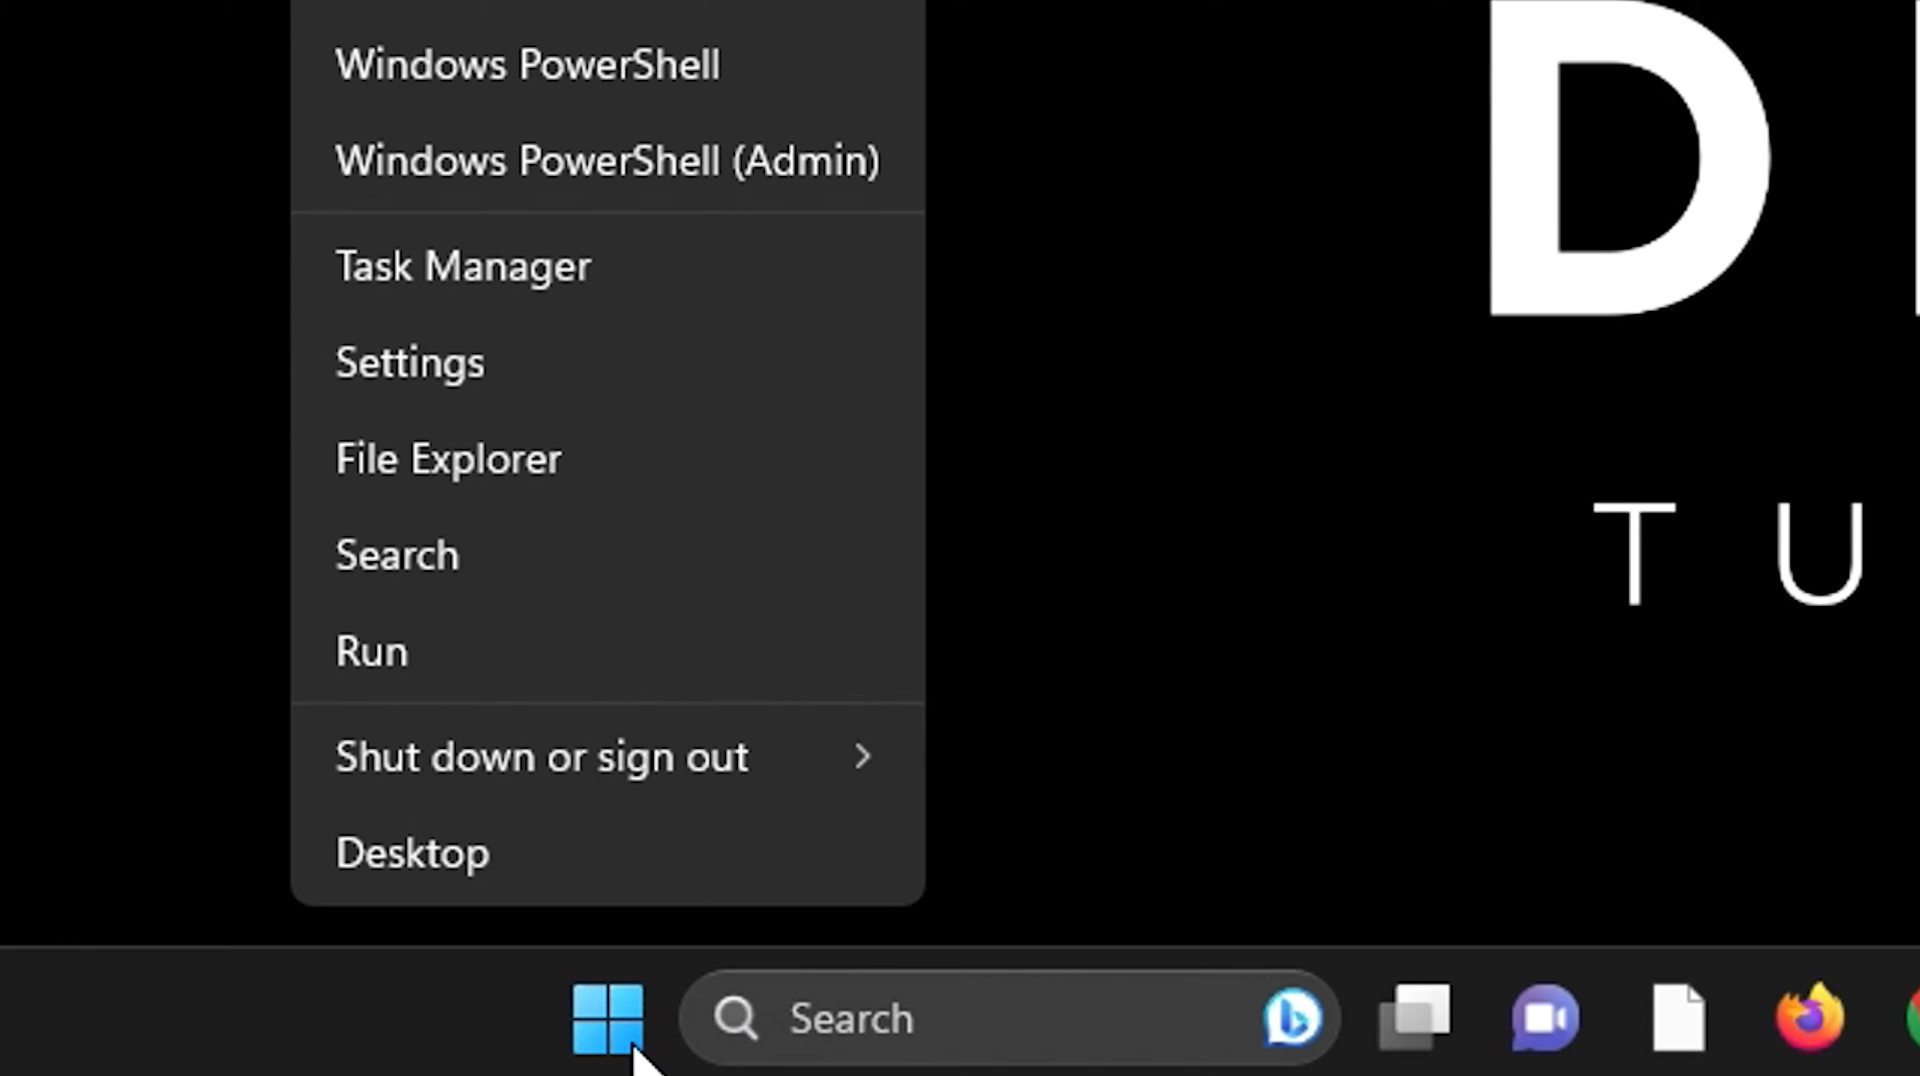 Windows PowerShell
Windows PowerShell (Admin)
Task Manager
Settings
File Explorer
Search
Run
Shut down or sign out
Desktop
D
T U
Search